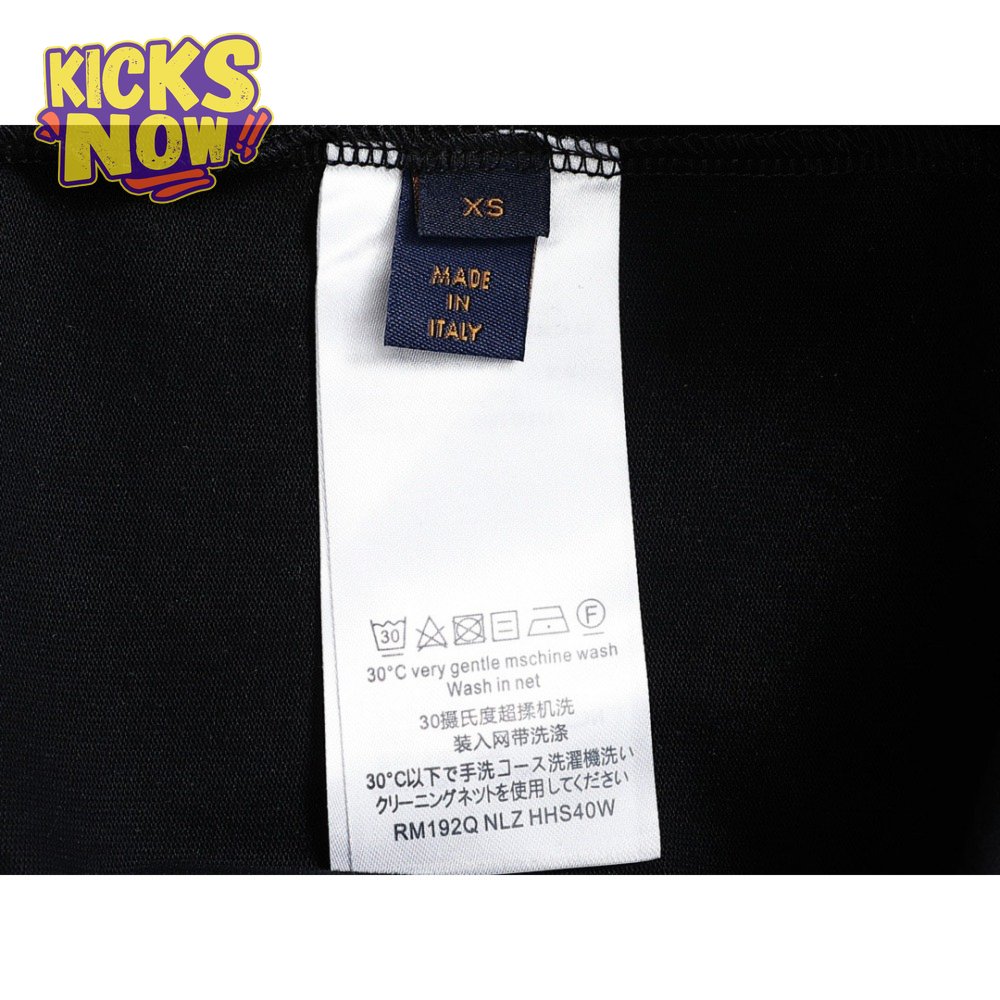 KICKS
NOW!!
XS
MADE
IN
ITALY
30
F
30°C very gentle mschine wash
Wash in net
30摄氏度超揉机洗
装入网带洗涤
30°C以下で手洗コース洗濯機洗い
クリーニングネットを使用してください
RM192Q NLZ HHS40W